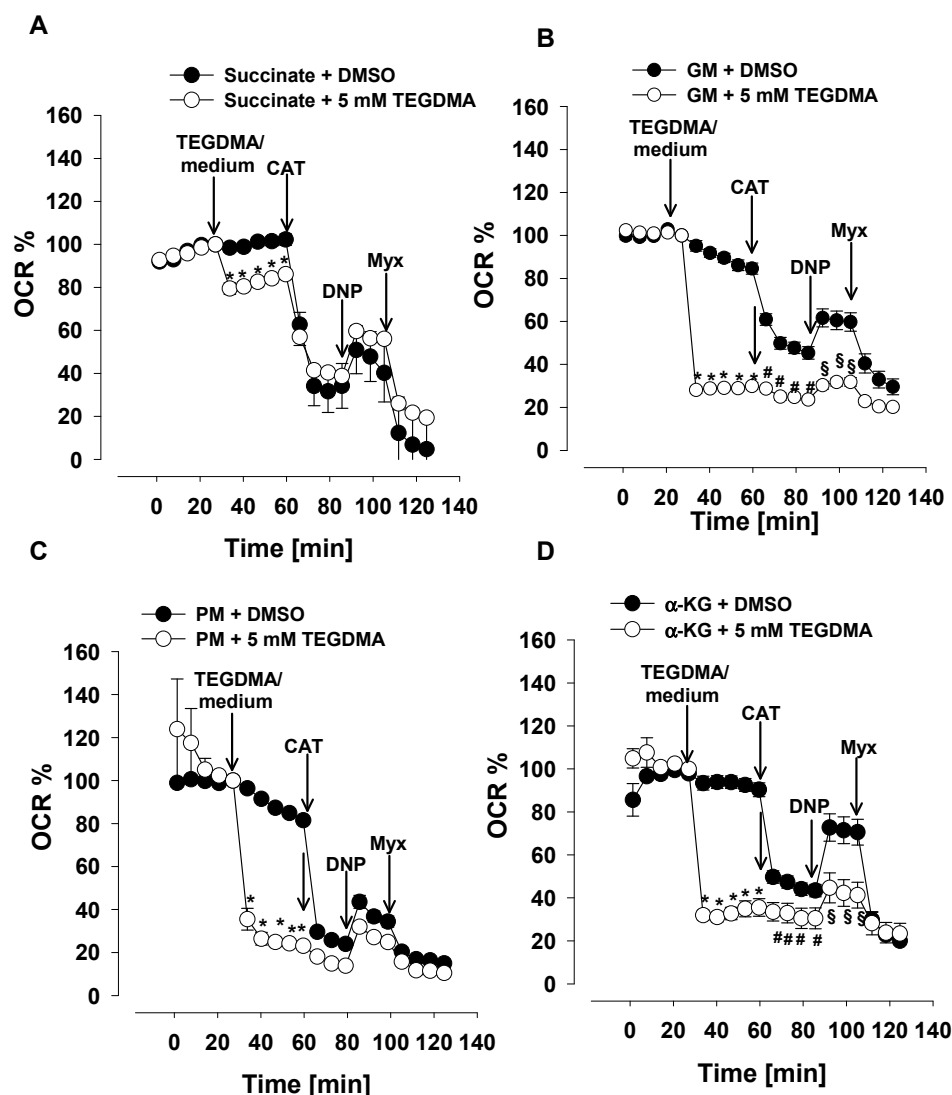 A
Succinate + DMSO
Succinate + 5 mM TEGDMA
160
140
120
100
80
60
40
20
0
OCR %
TEGDMA/
medium
CAT
DNP
Myx
* * * * *
0 20 40 60 80 100 120 140
Time [min]
B
GM + DMSO
GM + 5 mM TEGDMA
160
140
120
100
80
60
40
20
0
OCR %
TEGDMA/
medium
CAT
DNP
Myx
* * * * * # # # #
§ § §
0 20 40 60 80 100 120 140
Time [min]
C
PM + DMSO
PM + 5 mM TEGDMA
160
140
120
100
80
60
40
20
0
OCR %
TEGDMA/
medium
CAT
DNP
Myx
* * * * *
0 20 40 60 80 100 120 140
Time [min]
D
α-KG + DMSO
α-KG + 5 mM TEGDMA
160
140
120
100
80
60
40
20
0
OCR %
TEGDMA/
medium
CAT
DNP
Myx
* * * * *
# # # #
§ § §
0 20 40 60 80 100 120 140
Time [min]